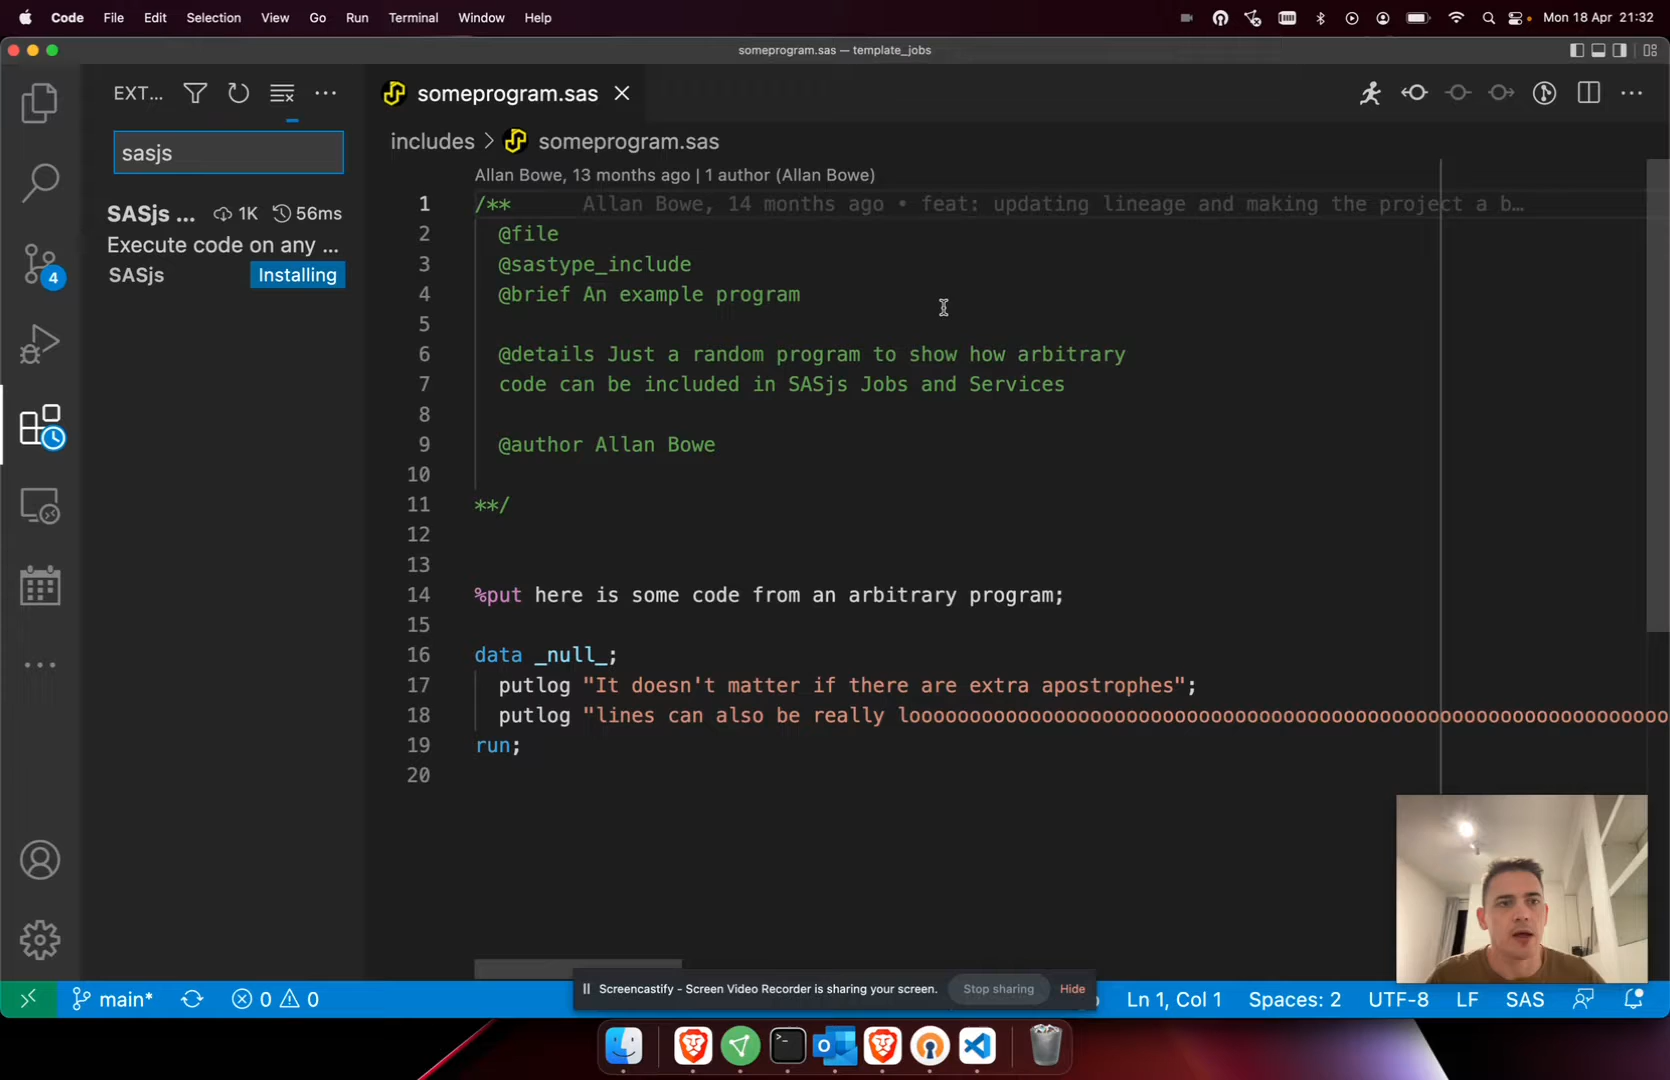 Code File Edit Selection View Go Run Terminal Window Help Mon 18 Apr 21:32
someprogram.sas — template_jobs
EXT...
someprogram.sas
sasjs
includes > someprogram.sas
SASjs ... 1K 56ms
Execute code on any ...
SASjs Installing
4
Allan Bowe, 13 months ago | 1 author (Allan Bowe)
1 /** Allan Bowe, 14 months ago • feat: updating lineage and making the project a b...
2 @file
3 @sastype_include
4 @brief An example program
5
6 @details Just a random program to show how arbitrary
7 code can be included in SASjs Jobs and Services
8
9 @author Allan Bowe
10
11 **/
12
13
14 %put here is some code from an arbitrary program;
15
16 data _null_;
17 putlog "It doesn't matter if there are extra apostrophes";
18 putlog "lines can also be really looooooooooooooooooooooooooooooooooooooooooooooooooooooooooooooo
19 run;
20
Screencastify - Screen Video Recorder is sharing your screen. Stop sharing Hide
main* 0 0 Ln 1, Col 1 Spaces: 2 UTF-8 LF SAS